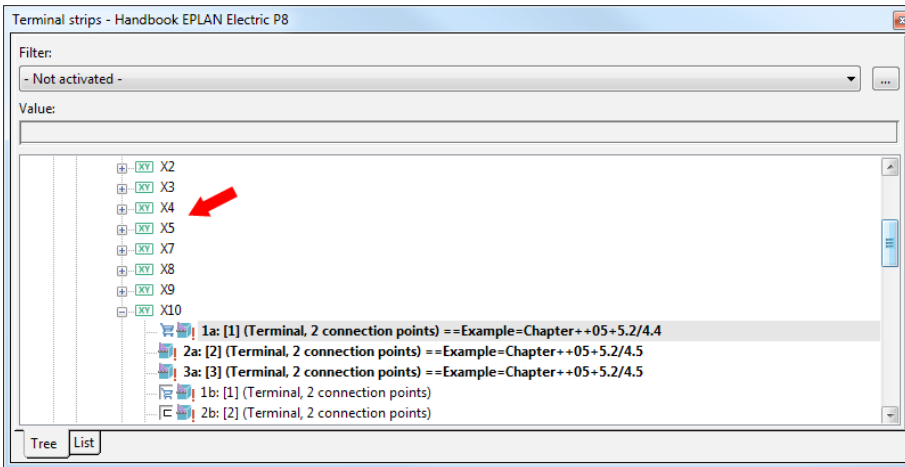 Terminal strips - Handbook EPLAN Electric P8
Filter:
- Not activated -
...
Value:
XY X2
XY X3
XY X4
XY X5
XY X7
XY X8
XY X9
XY X10
1a: [1] (Terminal, 2 connection points) ==Example=Chapter++05+5.2/4.4
2a: [2] (Terminal, 2 connection points) ==Example=Chapter++05+5.2/4.5
3a: [3] (Terminal, 2 connection points) ==Example=Chapter++05+5.2/4.5
1b: [1] (Terminal, 2 connection points)
2b: [2] (Terminal, 2 connection points)
Tree List